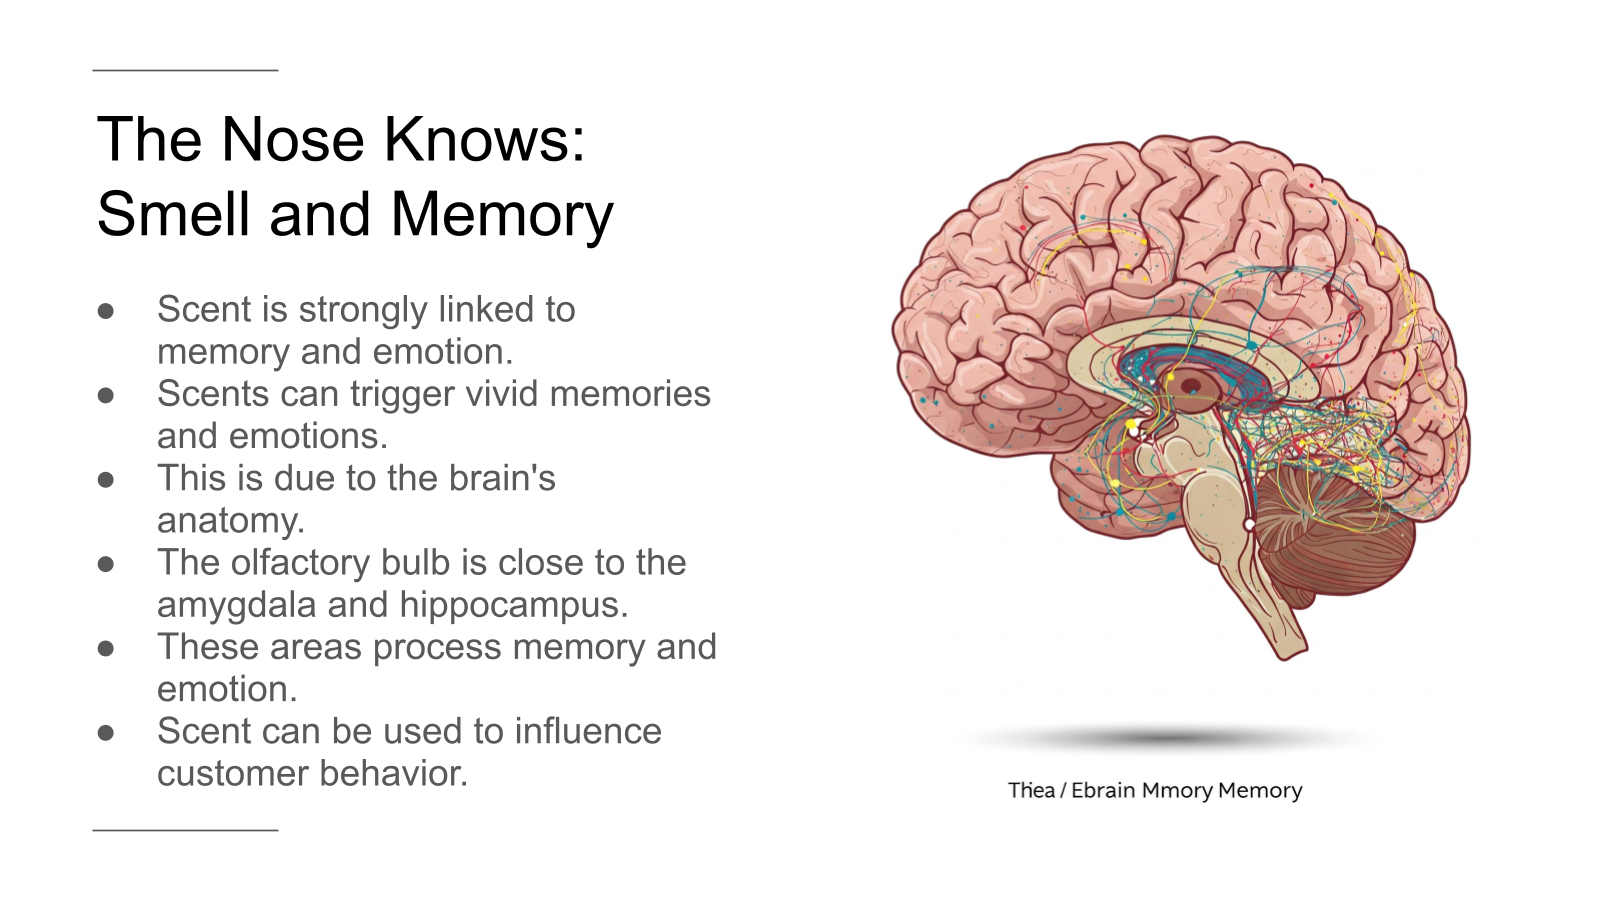 The Nose Knows:
Smell and Memory
● Scent is strongly linked to
memory and emotion.
● Scents can trigger vivid memories
and emotions.
● This is due to the brain's
anatomy.
● The olfactory bulb is close to the
amygdala and hippocampus.
● These areas process memory and
emotion.
● Scent can be used to influence
customer behavior.
Thea / Ebrain Mmory Memory